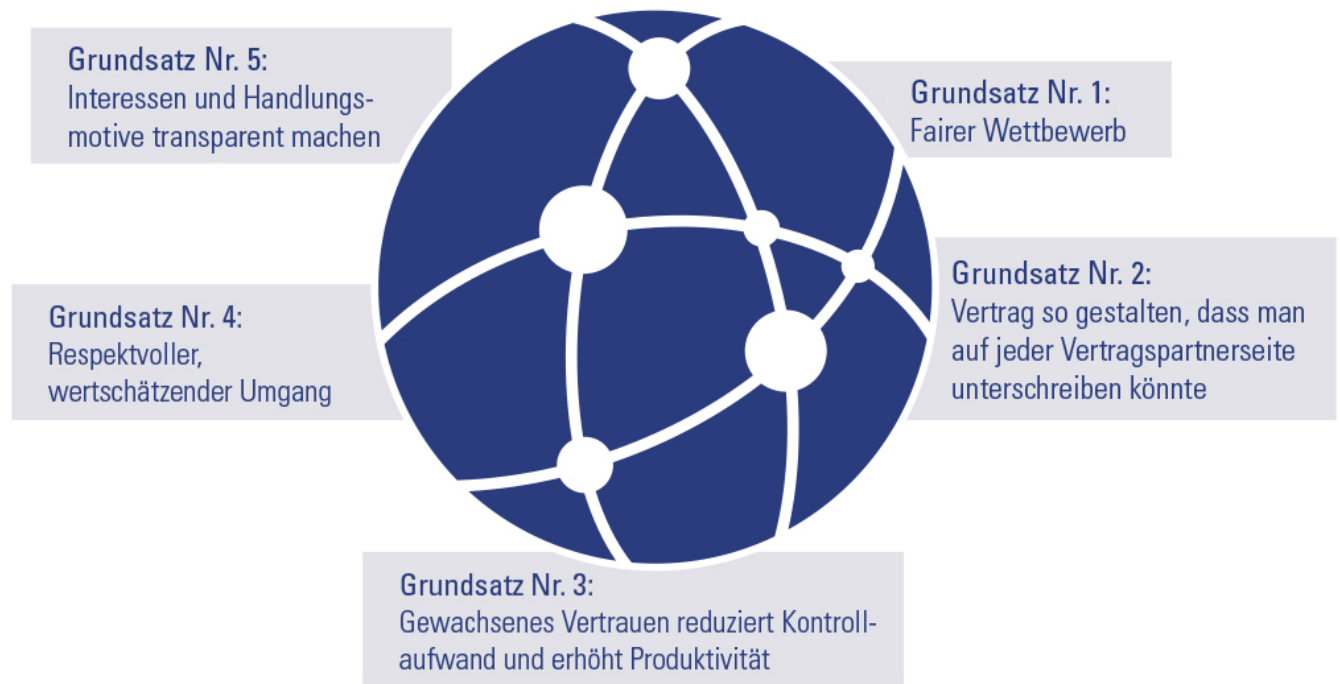 Grundsatz Nr. 5:
Interessen und Handlungs-
motive transparent machen
Grundsatz Nr. 1:
Fairer Wettbewerb
Grundsatz Nr. 2:
Vertrag so gestalten, dass man
auf jeder Vertragspartnerseite
unterschreiben könnte
Grundsatz Nr. 4:
Respektvoller,
wertschätzender Umgang
Grundsatz Nr. 3:
Gewachsenes Vertrauen reduziert Kontroll-
aufwand und erhöht Produktivität